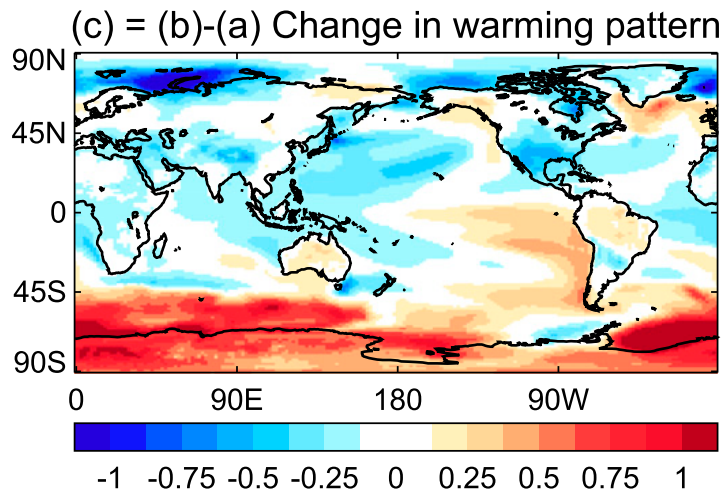 (c) = (b)-(a) Change in warming pattern
90N
45N
0
45S
90S
0 90E 180 90W
-1 -0.75 -0.5 -0.25 0 0.25 0.5 0.75 1